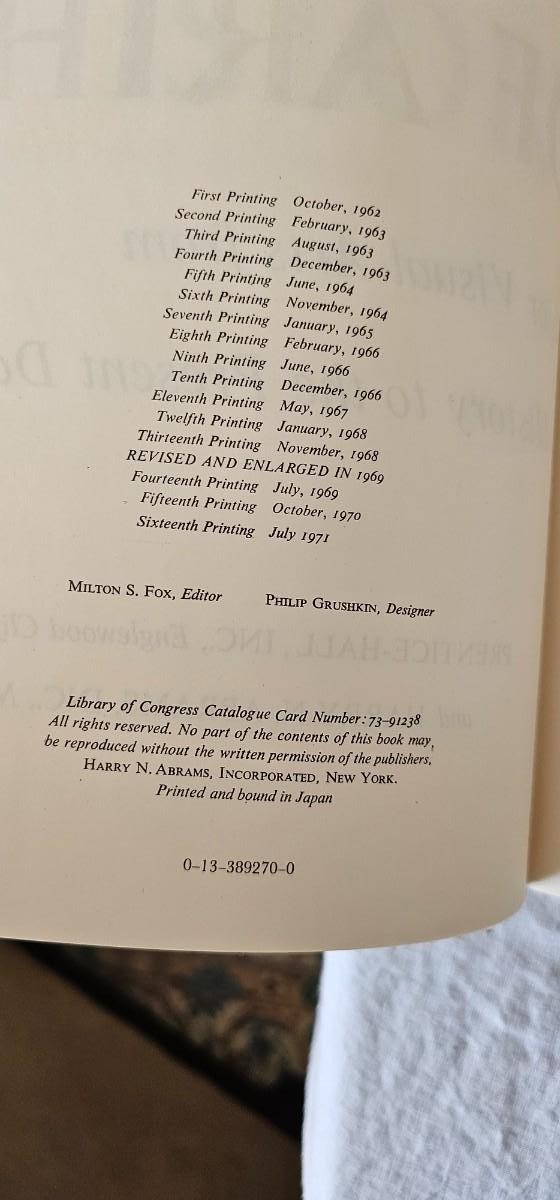 First Printing October, 1962
Second Printing February, 1963
Third Printing August, 1963
Fourth Printing December, 1963
Fifth Printing June, 1964
Sixth Printing November, 1964
Seventh Printing January, 1965
Eighth Printing February, 1966
Ninth Printing June, 1966
Tenth Printing December, 1966
Eleventh Printing May, 1967
Twelfth Printing January, 1968
Thirteenth Printing November, 1968
REVISED AND ENLARGED IN 1969
Fourteenth Printing July, 1969
Fifteenth Printing October, 1970
Sixteenth Printing July 1971
MILTON S. FOX, Editor PHILIP GRUSHKIN, Designer
Library of Congress Catalogue Card Number: 73-91238
All rights reserved. No part of the contents of this book may
be reproduced without the written permission of the publishers,
HARRY N. ABRAMS, INCORPORATED, NEW YORK.
Printed and bound in Japan
0-13-389270-0